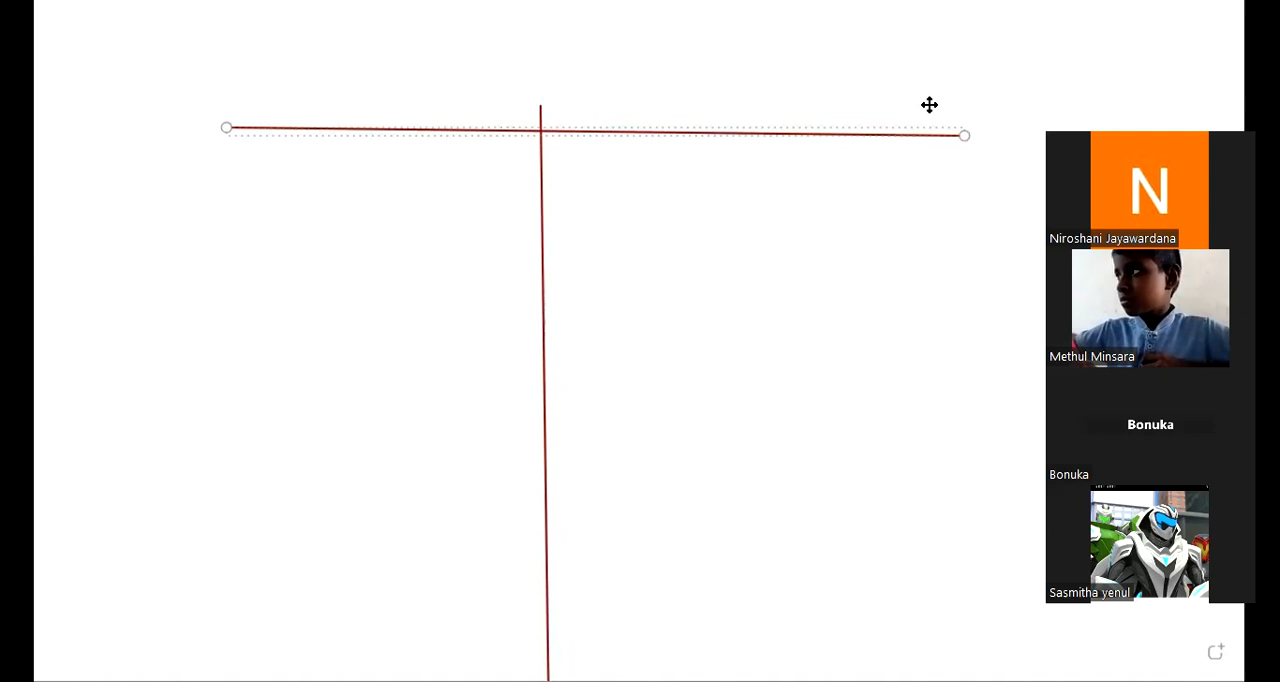 N
Niroshani Jayawardana
Methul Minsara
Bonuka
Bonuka
Sasmitha yenul